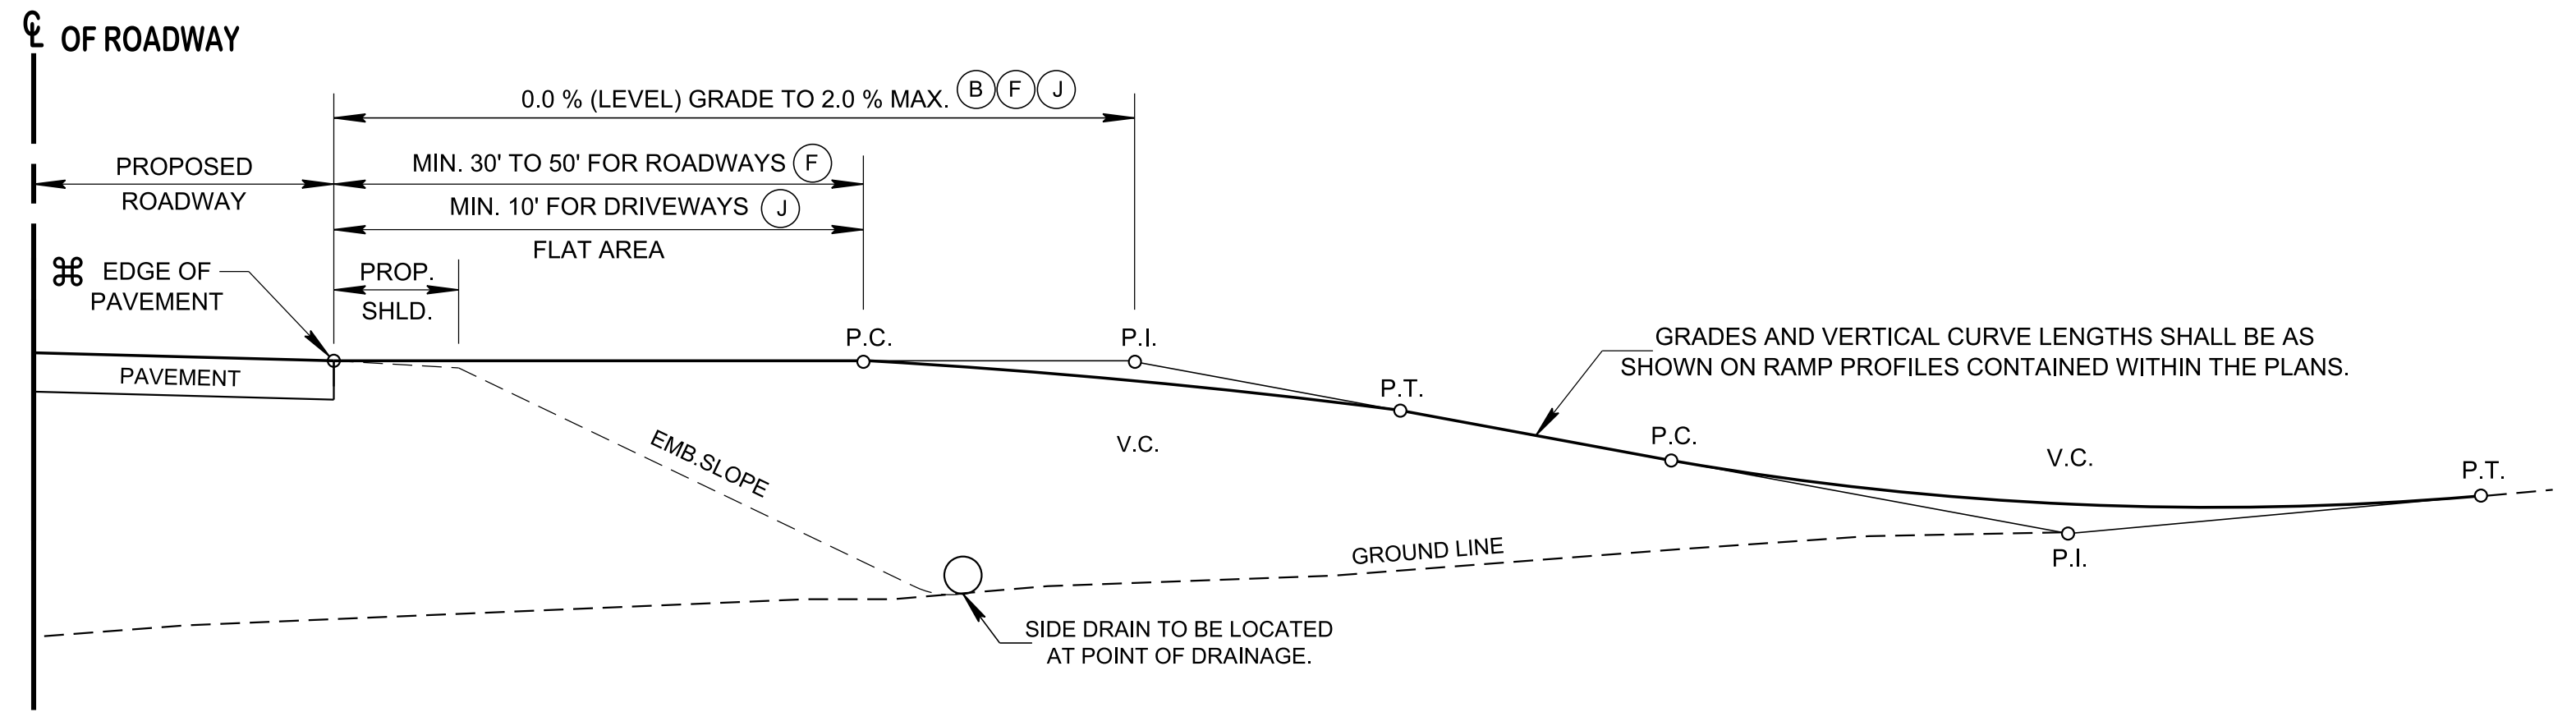 ℄ OF ROADWAY
0.0 % (LEVEL) GRADE TO 2.0 % MAX. B F J
MIN. 30' TO 50' FOR ROADWAYS F
PROPOSED
ROADWAY
MIN. 10' FOR DRIVEWAYS J
FLAT AREA
⌘ EDGE OF
PAVEMENT
PROP.
SHLD.
P.C.
P.I.
GRADES AND VERTICAL CURVE LENGTHS SHALL BE AS
SHOWN ON RAMP PROFILES CONTAINED WITHIN THE PLANS.
PAVEMENT
P.T.
EMB.SLOPE
V.C.
P.C.
V.C.
P.T.
GROUND LINE
P.I.
SIDE DRAIN TO BE LOCATED
AT POINT OF DRAINAGE.